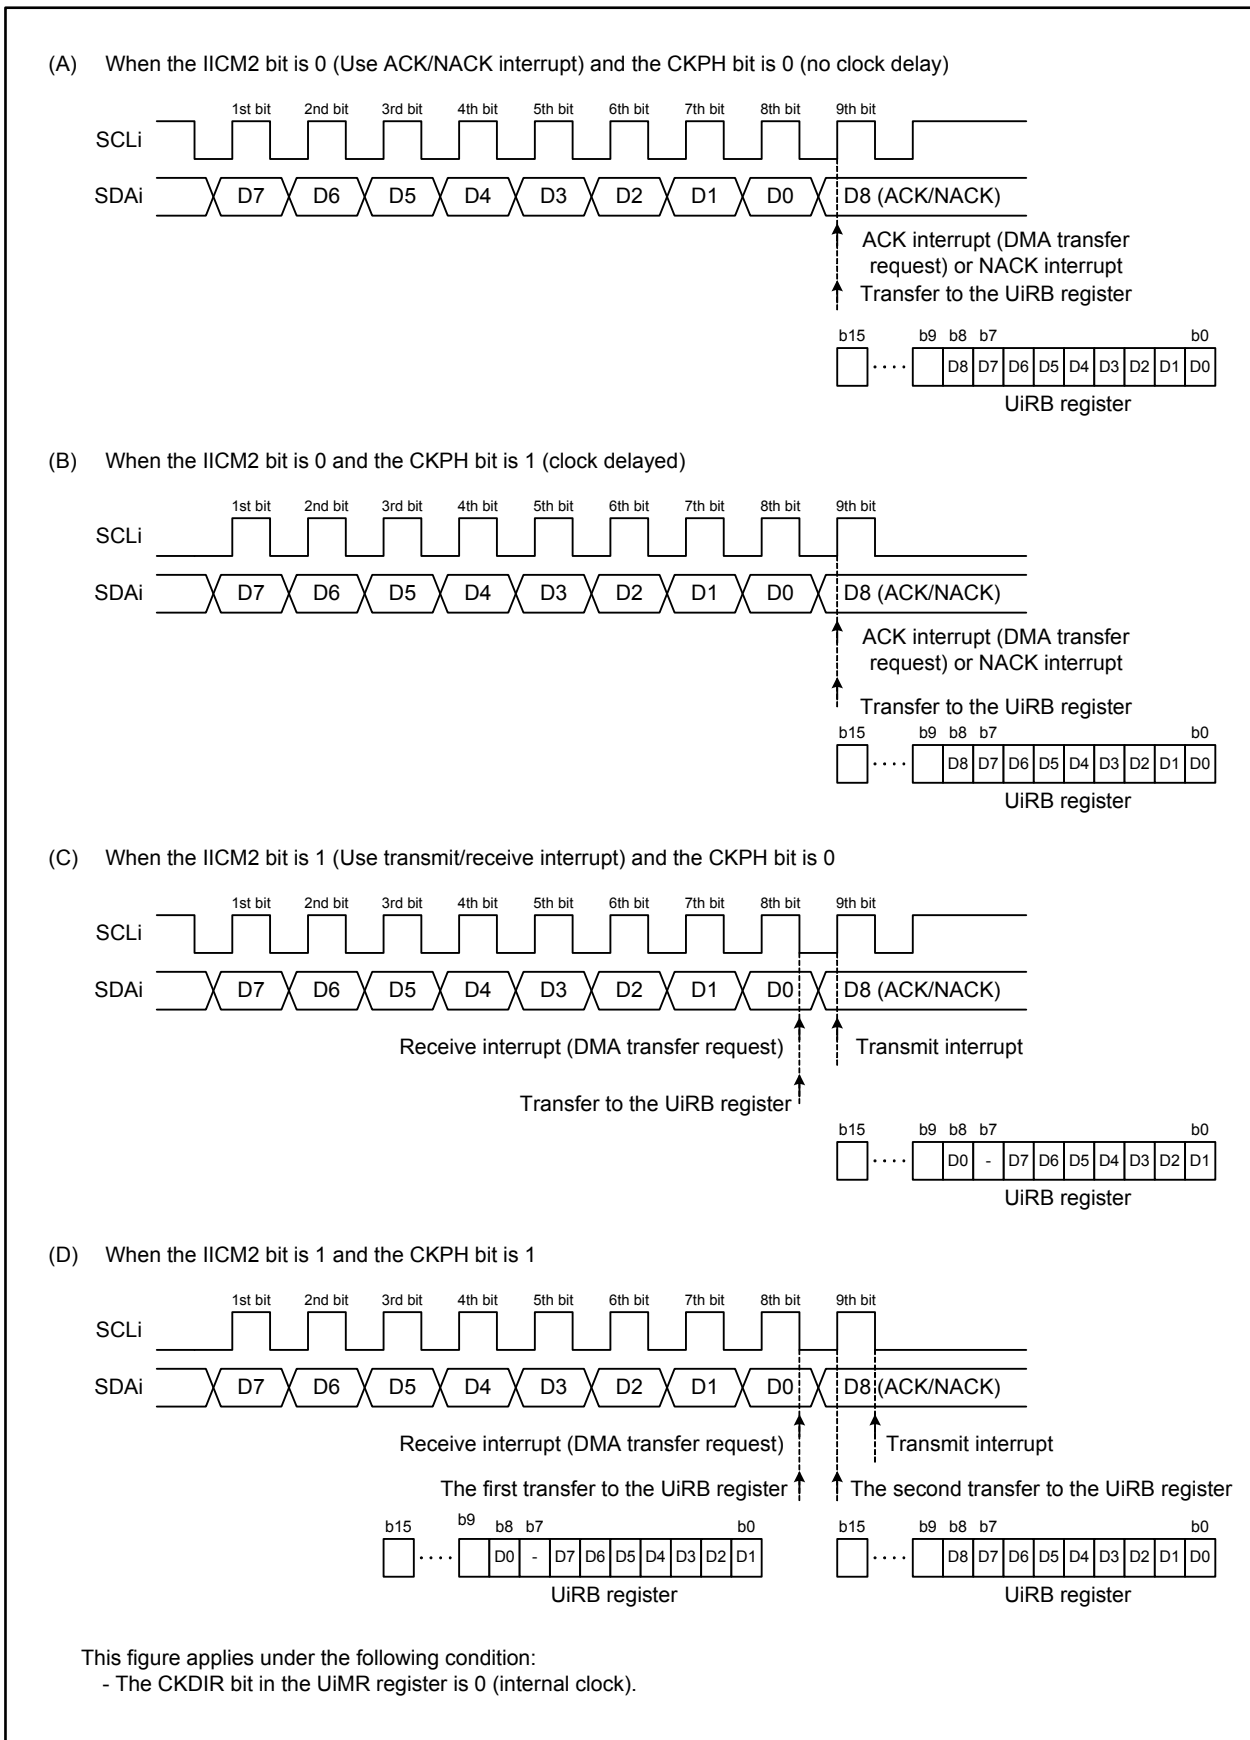 (A) When the IICM2 bit is 0 (Use ACK/NACK interrupt) and the CKPH bit is 0 (no clock delay)
1st bit 2nd bit 3rd bit 4th bit 5th bit 6th bit 7th bit 8th bit 9th bit
SCLi
SDAi D7 D6 D5 D4 D3 D2 D1 D0 D8 (ACK/NACK)
ACK interrupt (DMA transfer
request) or NACK interrupt
Transfer to the UiRB register
b15 b9 b8 b7 b0
···· D8 D7 D6 D5 D4 D3 D2 D1 D0
UiRB register
(B) When the IICM2 bit is 0 and the CKPH bit is 1 (clock delayed)
1st bit 2nd bit 3rd bit 4th bit 5th bit 6th bit 7th bit 8th bit 9th bit
SCLi
SDAi D7 D6 D5 D4 D3 D2 D1 D0 D8 (ACK/NACK)
ACK interrupt (DMA transfer
request) or NACK interrupt
Transfer to the UiRB register
b15 b9 b8 b7 b0
···· D8 D7 D6 D5 D4 D3 D2 D1 D0
UiRB register
(C) When the IICM2 bit is 1 (Use transmit/receive interrupt) and the CKPH bit is 0
1st bit 2nd bit 3rd bit 4th bit 5th bit 6th bit 7th bit 8th bit 9th bit
SCLi
SDAi D7 D6 D5 D4 D3 D2 D1 D0 D8 (ACK/NACK)
Receive interrupt (DMA transfer request) Transmit interrupt
Transfer to the UiRB register
b15 b9 b8 b7 b0
···· D0 - D7 D6 D5 D4 D3 D2 D1
UiRB register
(D) When the IICM2 bit is 1 and the CKPH bit is 1
1st bit 2nd bit 3rd bit 4th bit 5th bit 6th bit 7th bit 8th bit 9th bit
SCLi
SDAi D7 D6 D5 D4 D3 D2 D1 D0 D8 (ACK/NACK)
Receive interrupt (DMA transfer request) Transmit interrupt
The first transfer to the UiRB register The second transfer to the UiRB register
b15 b9 b8 b7 b0 b15 b9 b8 b7 b0
···· D0 - D7 D6 D5 D4 D3 D2 D1 ···· D8 D7 D6 D5 D4 D3 D2 D1 D0
UiRB register UiRB register
This figure applies under the following condition:
- The CKDIR bit in the UiMR register is 0 (internal clock).